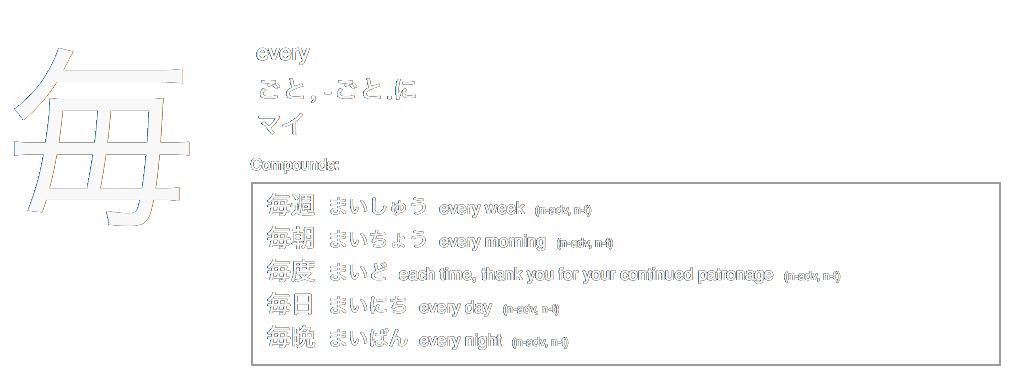 毎
every
ごと, -ごと.に
マイ
Compounds:
毎週 まいしゅう every week (n-adv, n-t)
毎朝 まいちょう every morning (n-adv, n-t)
毎度 まいど each time, thank you for your continued patronage (n-adv, n-t)
毎日 まいにち every day (n-adv, n-t)
毎晩 まいばん every night (n-adv, n-t)